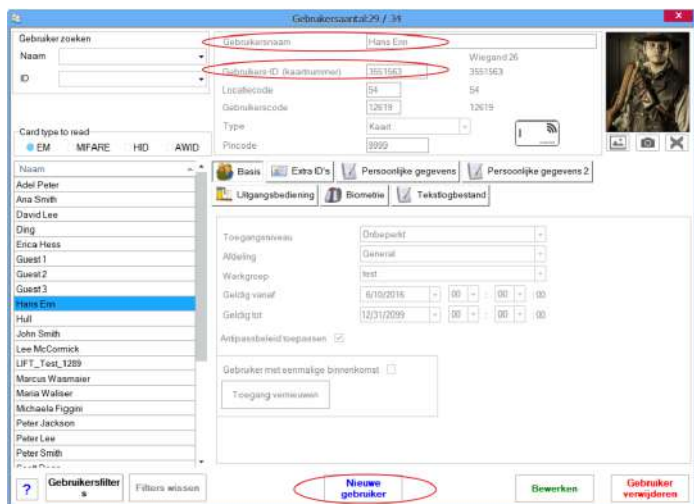 Gebruikersaantal:29 / 34
Gebruiker zoeken
Naam
ID
Gebruikersnaam Hans Enn
Wiegand 26
Gebruikers-ID (kaartnummer) 3551563 3551563
Locatiecode 54 54
Gebruikerscode 12619 12619
Type Kaart
Pincode 9999
Card type to read
EM MIFARE HID AWID
Naam
Adel Peter
Ana Smith
David Lee
Ding
Erica Hess
Guest 1
Guest 2
Guest 3
Hans Enn
Hull
John Smith
Lee McCormick
LIFT_Test_1289
Marcus Wasmaier
Maria Waliser
Michaela Figgini
Peter Jackson
Peter Lee
Peter Smith
Basis Extra ID's Persoonlijke gegevens Persoonlijke gegevens 2
Uitgangsbediening Biometrie Tekstlogbestand
Toegangsniveau Onbeperkt
Afdeling General
Werkgroep test
Geldig vanaf 6/10/2016 00 : 00 : 00
Geldig tot 12/31/2099 00 : 00 : 00
Antipassbeleid toepassen
Gebruiker met eenmalige binnenkomst
Toegang vernieuwen
?
Gebruikersfilter
s
Filters wissen
Nieuwe
gebruiker
Bewerken
Gebruiker
verwijderen